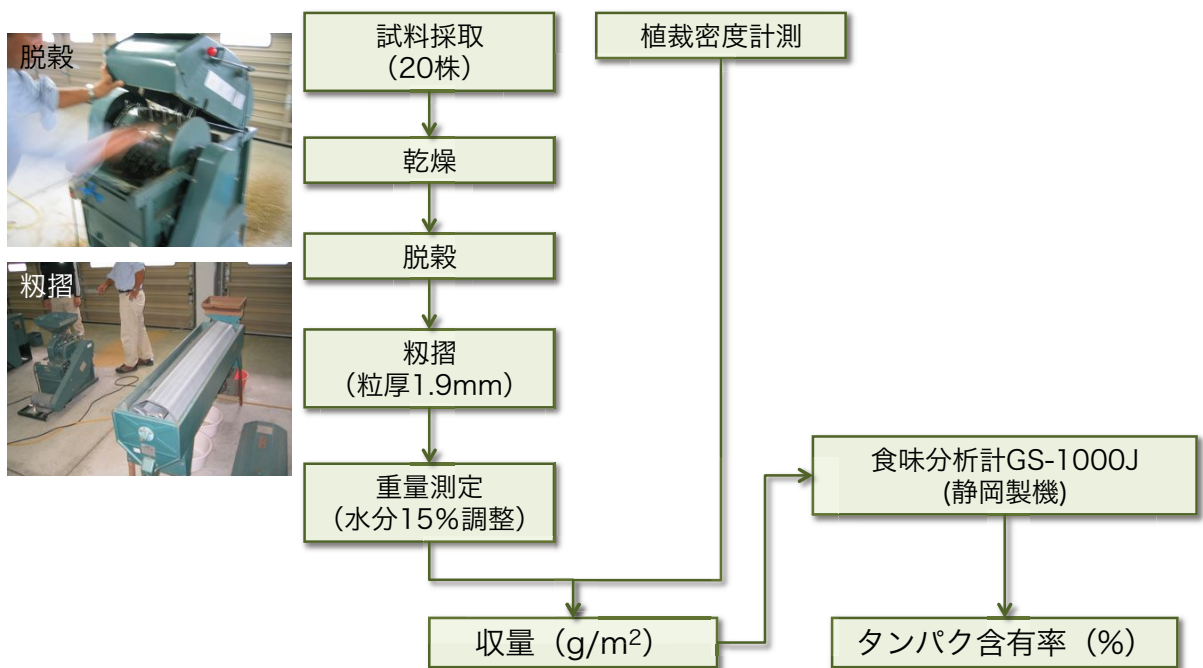 脱穀
籾摺
試料採取
（20株）
植裁密度計測
乾燥
脱穀
籾摺
（粒厚1.9mm）
重量測定
（水分15%調整）
食味分析計GS-1000J
(静岡製機)
収量（g/m²）
タンパク含有率（%）